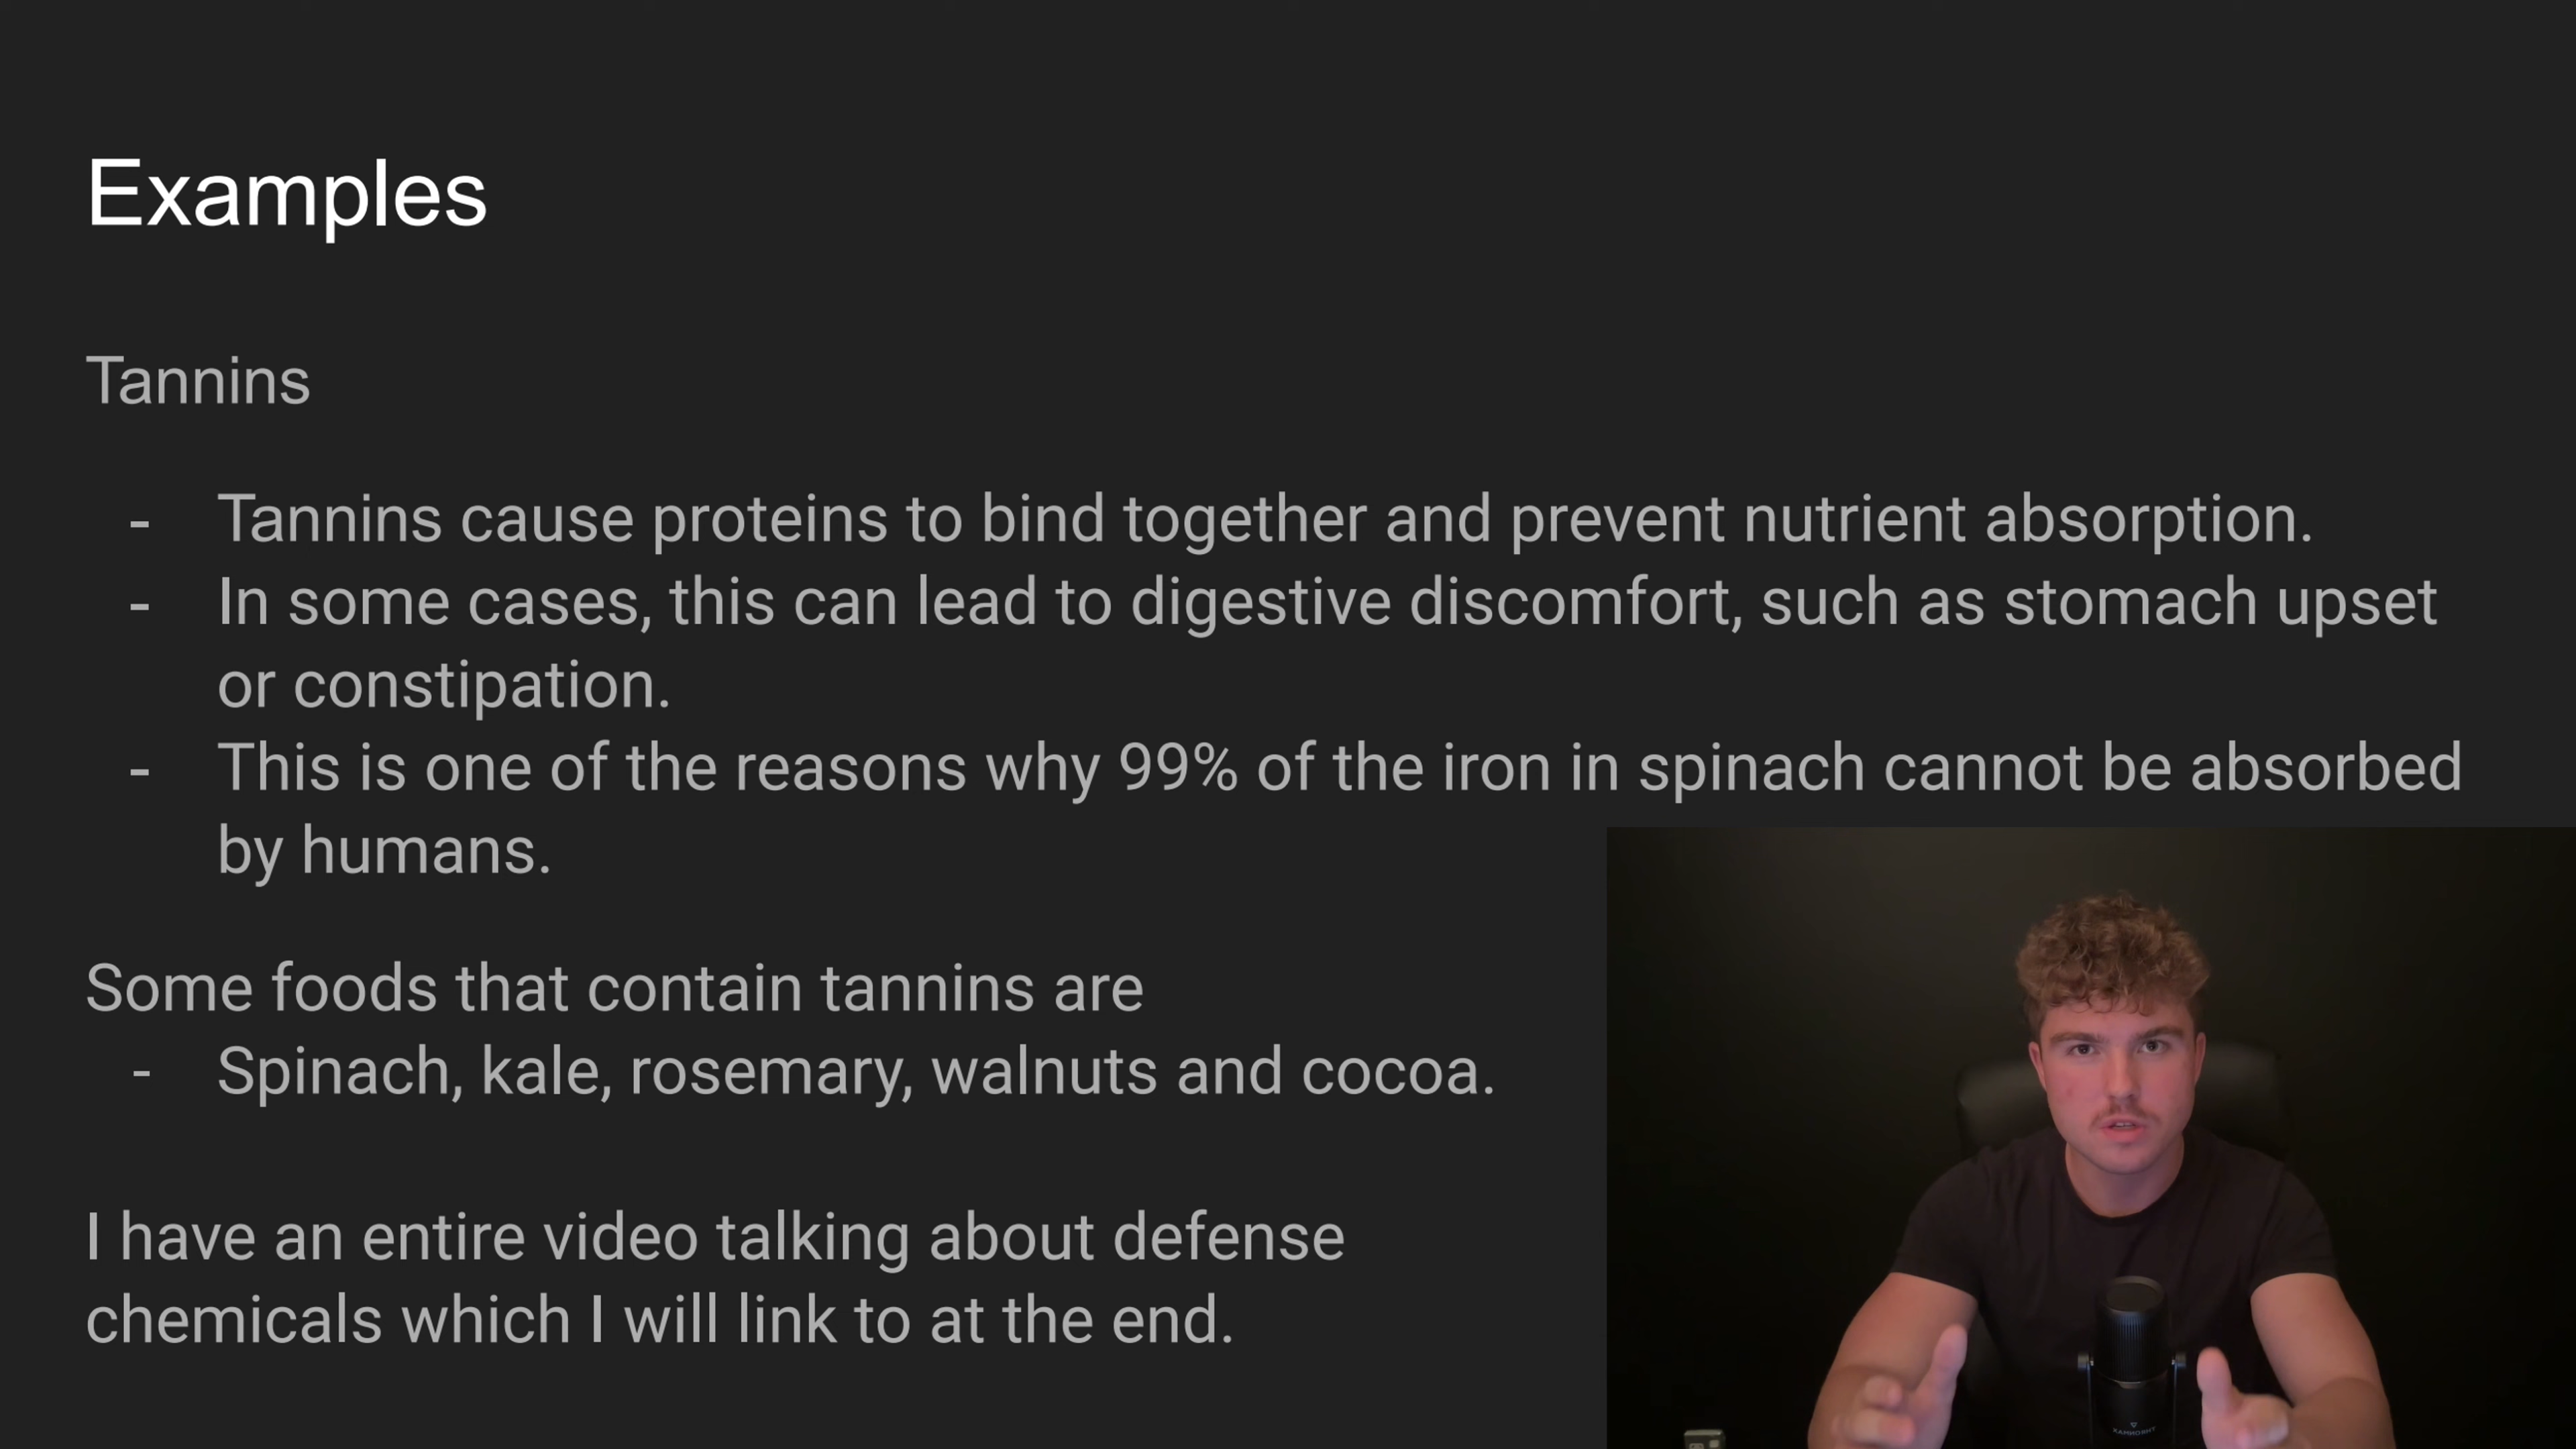 Examples
Tannins
- Tannins cause proteins to bind together and prevent nutrient absorption.
- In some cases, this can lead to digestive discomfort, such as stomach upset
or constipation.
- This is one of the reasons why 99% of the iron in spinach cannot be absorbed
by humans.
Some foods that contain tannins are
- Spinach, kale, rosemary, walnuts and cocoa.
I have an entire video talking about defense
chemicals which I will link to at the end.